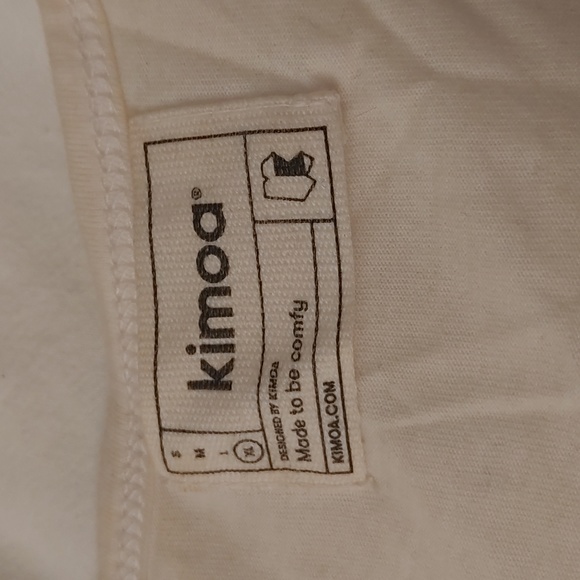 kimoa®
S
M
L
XL
DESIGNED BY KIMOA
Made to be comfy
KIMOA.COM